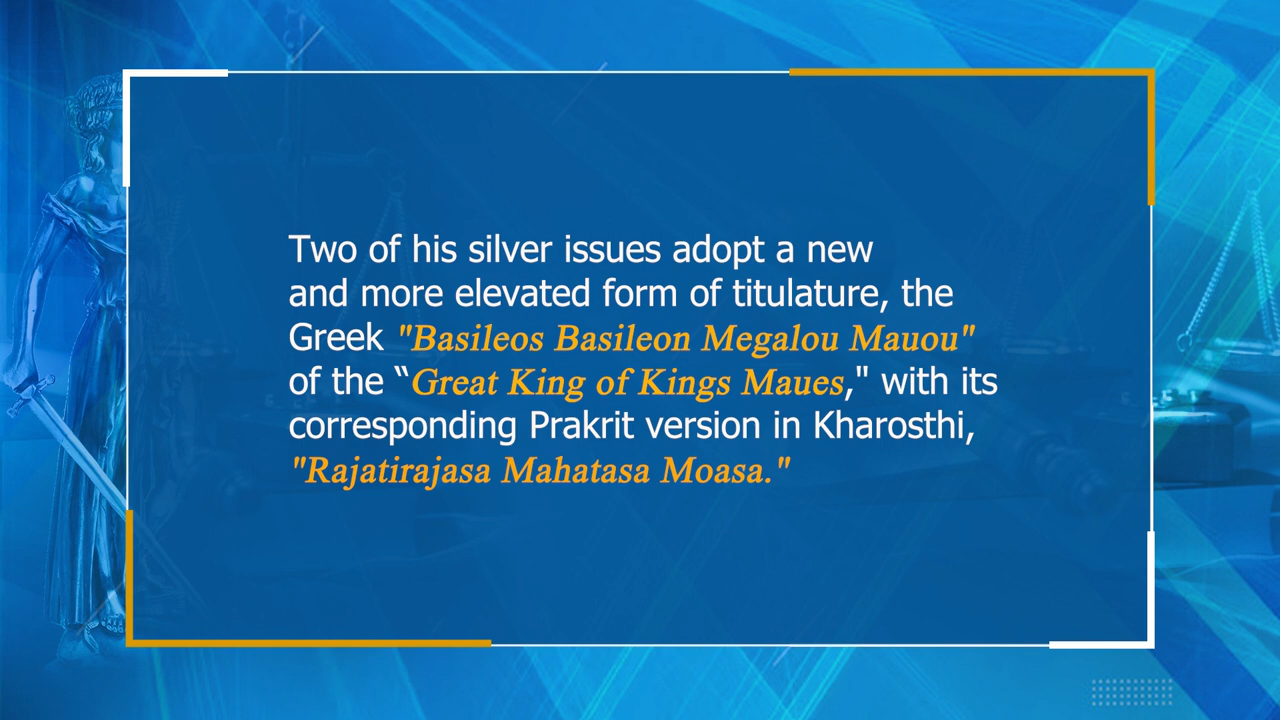 Two of his silver issues adopt a new
and more elevated form of titulature, the
Greek "Basileos Basileon Megalou Mauou"
of the “Great King of Kings Maues," with its
corresponding Prakrit version in Kharosthi,
"Rajatirajasa Mahatasa Moasa."